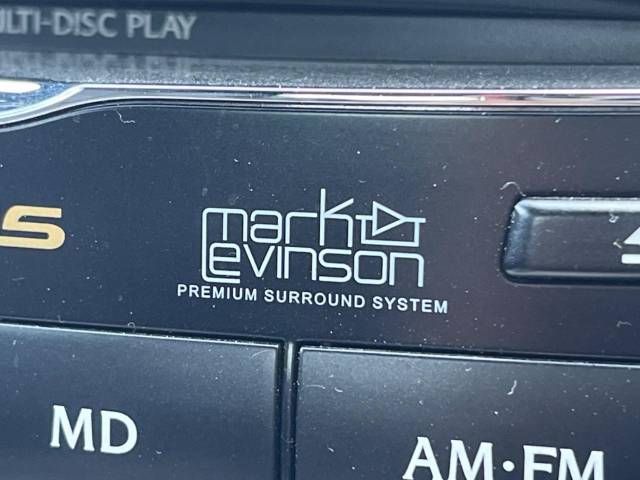 MULTI-DISC PLAY
mark
Levinson
PREMIUM SURROUND SYSTEM
MD
AM·FM